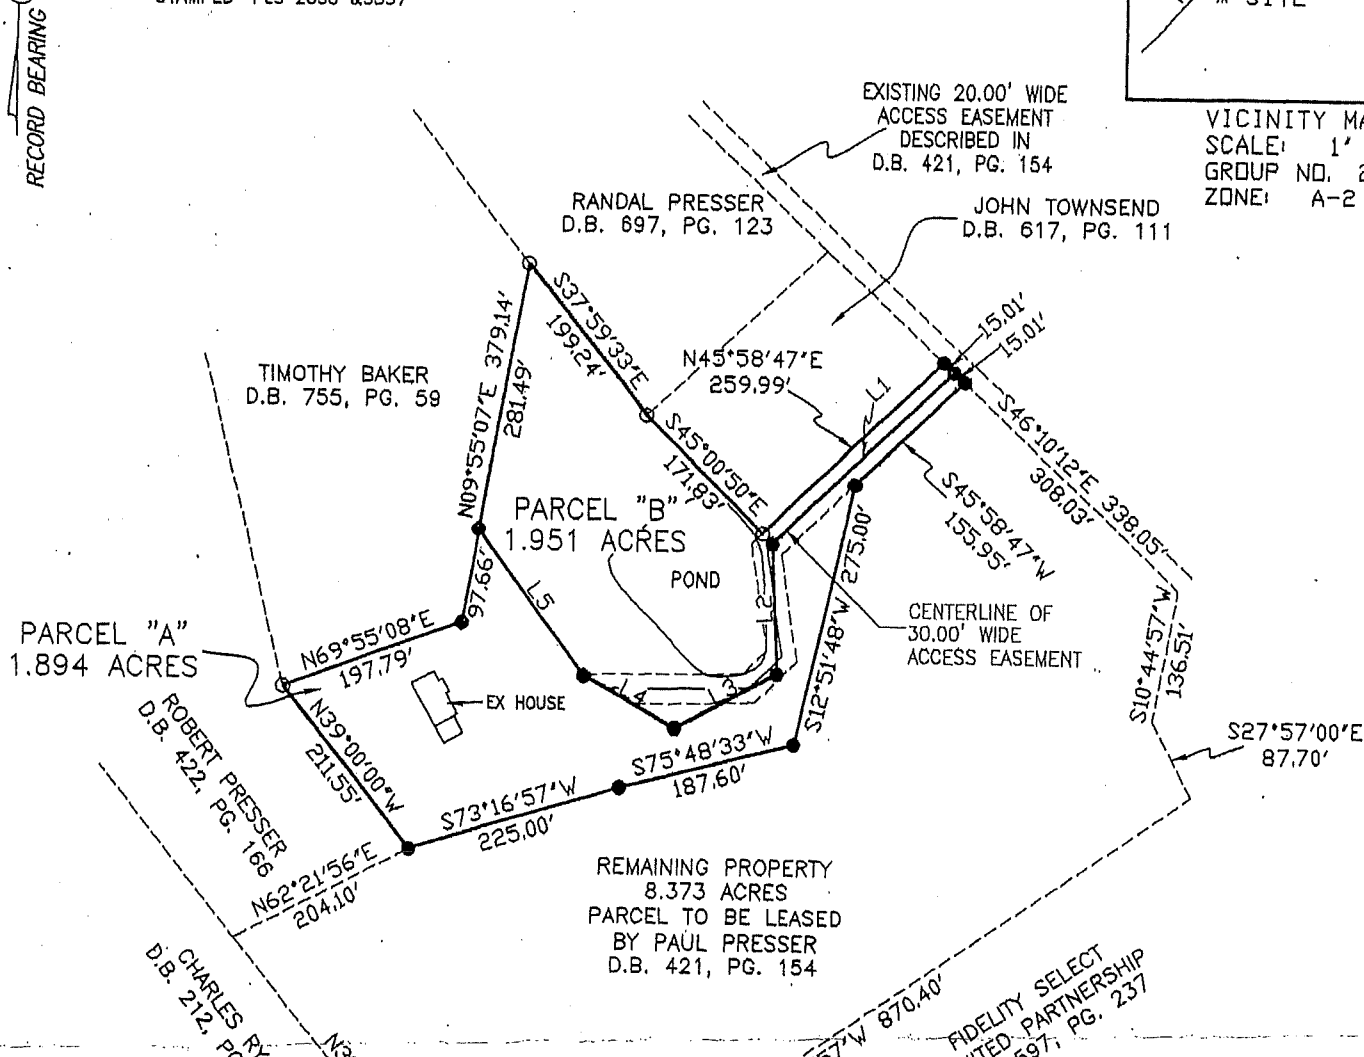 RECORD BEARING
SITE
VICINITY MA
SCALE: 1"
GROUP NO. 2
ZONE: A-2
EXISTING 20.00' WIDE
ACCESS EASEMENT
DESCRIBED IN
D.B. 421, PG. 154
RANDAL PRESSER
D.B. 697, PG. 123
JOHN TOWNSEND
D.B. 617, PG. 111
TIMOTHY BAKER
D.B. 755, PG. 59
S37°59'33"E
199.24'
N09°55'07"E 379.14'
281.49'
N45°58'47"E
259.99'
L1
15.01'
15.01'
S46°10'12"E 338.05'
308.03'
S45°00'50"E
171.83'
S45°58'47"W
155.95'
PARCEL "B"
1.951 ACRES
POND
L2
L5
97.66'
S12°51'48"W 275.00'
CENTERLINE OF
30.00' WIDE
ACCESS EASEMENT
PARCEL "A"
1.894 ACRES
N69°55'08"E
197.79'
L4
L3
EX HOUSE
N39°00'00"W
211.55'
ROBERT PRESSER
D.B. 422, PG. 166
S75°48'33"W
187.60'
S73°16'57"W
225.00'
S10°44'57"W
136.51'
S27°57'00"E
87.70'
N62°21'56"E
204.10'
REMAINING PROPERTY
8.373 ACRES
PARCEL TO BE LEASED
BY PAUL PRESSER
D.B. 421, PG. 154
CHARLES RY
D.B. 212, PG
57"W 870.40'
FIDELITY SELECT
ITED PARTNERSHIP
597, PG. 237